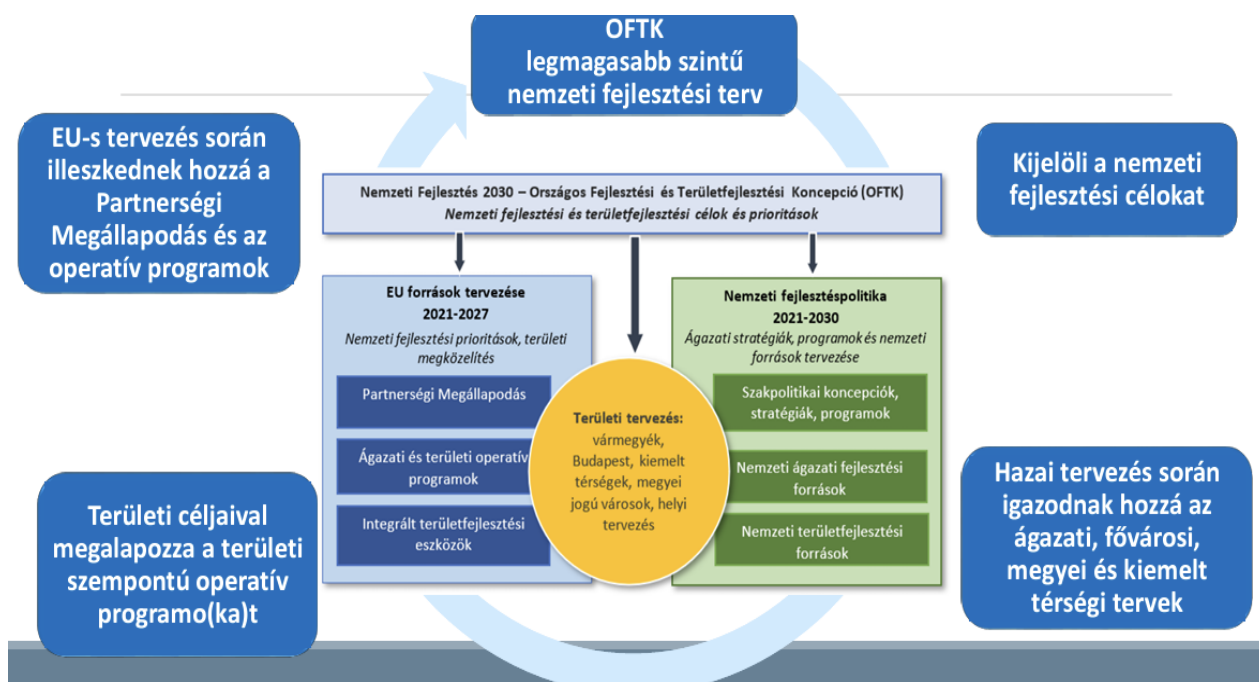 OFTK
legmagasabb szintű
nemzeti fejlesztési terv
EU-s tervezés során
illeszkednek hozzá a
Partnerségi
Megállapodás és az
operatív programok
Kijelöli a nemzeti
fejlesztési célokat
Nemzeti Fejlesztés 2030 – Országos Fejlesztési és Területfejlesztési Koncepció (OFTK)
Nemzeti fejlesztési és területfejlesztési célok és prioritások
EU források tervezése
2021-2027
Nemzeti fejlesztési prioritások, területi
megközelítés
Partnerségi Megállapodás
Ágazati és területi operatív
programok
Integrált területfejlesztési
eszközök
Területi tervezés:
vármegyék,
Budapest, kiemelt
térségek, megyei
jogú városok, helyi
tervezés
Nemzeti fejlesztéspolitika
2021-2030
Ágazati stratégiák, programok és nemzeti
források tervezése
Szakpolitikai koncepciók,
stratégiák, programok
Nemzeti ágazati fejlesztési
források
Nemzeti területfejlesztési
források
Területi céljaival
megalapozza a területi
szempontú operatív
programo(ka)t
Hazai tervezés során
igazodnak hozzá az
ágazati, fővárosi,
megyei és kiemelt
térségi tervek